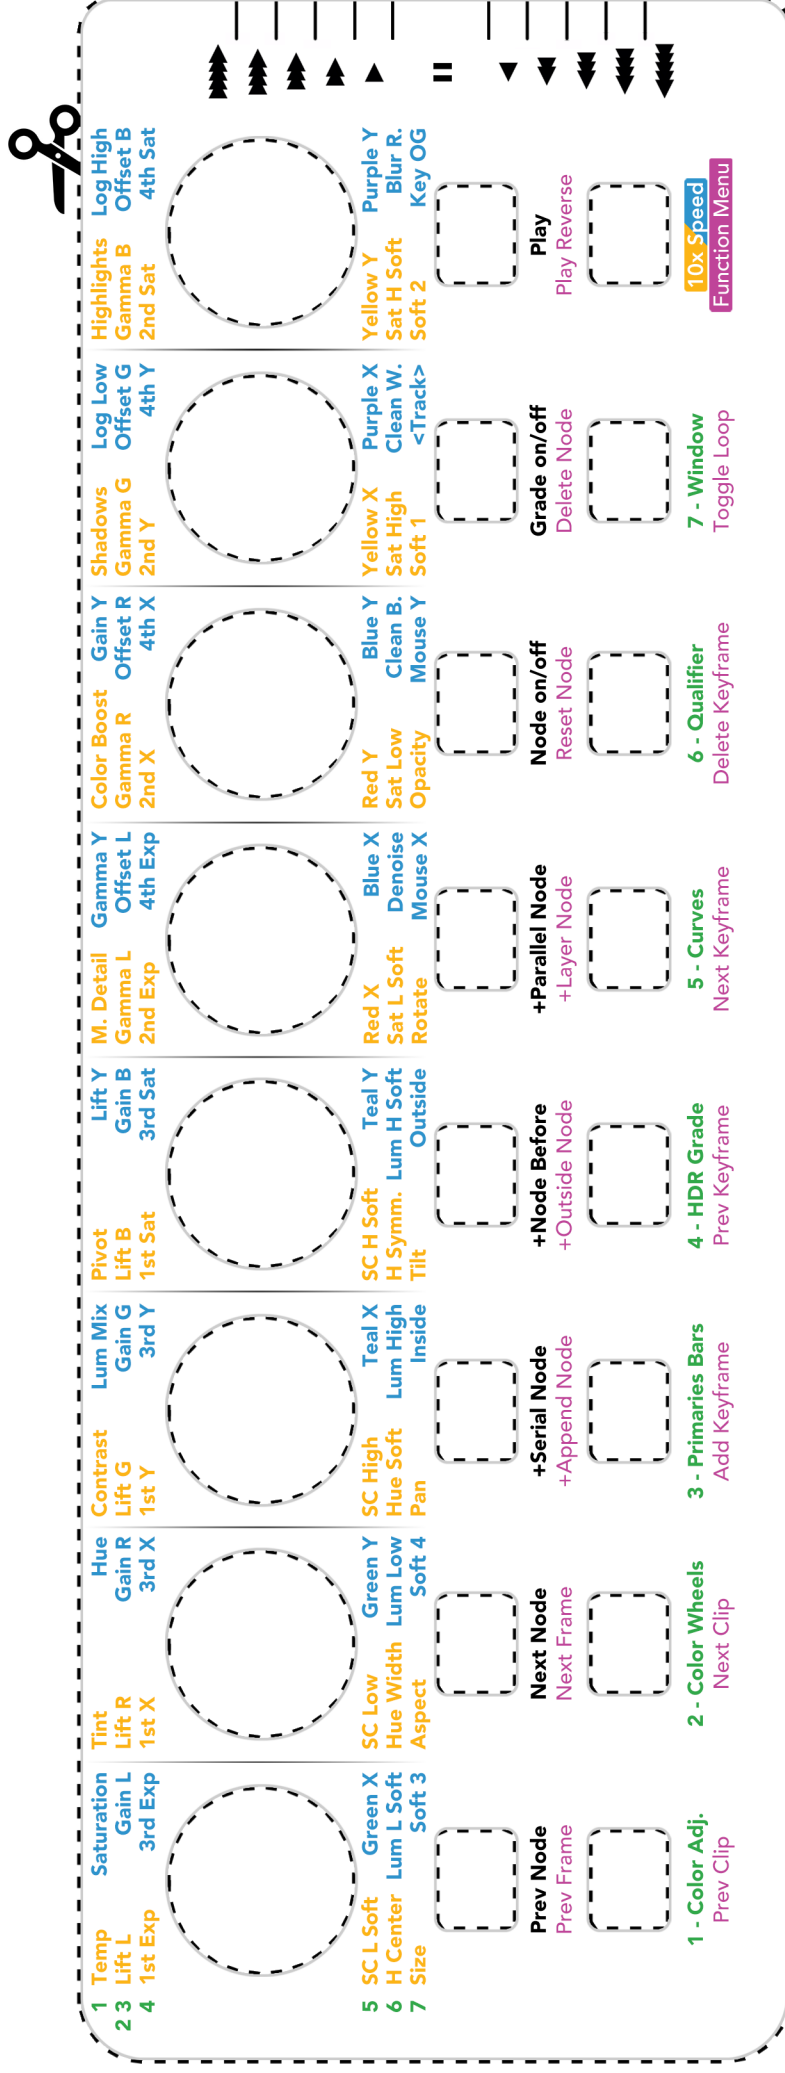 1 Temp Saturation Tint Hue Contrast Lum Mix Pivot Lift Y M. Detail Gamma Y Color Boost Gain Y Shadows Log Low Highlights Log High
2 3 Lift L Gain L Lift R Gain R Lift G Gain G Lift B Gain B Gamma L Offset L Gamma R Offset R Gamma G Offset G Gamma B Offset B
4 1st Exp 3rd Exp 1st X 3rd X 1st Y 3rd Y 1st Sat 3rd Sat 2nd Exp 4th Exp 2nd X 4th X 2nd Y 4th Y 2nd Sat 4th Sat
5 SC L Soft Green X SC Low Green Y SC High Teal X SC H Soft Teal Y Red X Blue X Red Y Blue Y Yellow X Purple X Yellow Y Purple Y
6 H Center Lum L Soft Hue Width Lum Low Hue Soft Lum High H Symm. Lum H Soft Sat L Soft Denoise Sat Low Clean B. Sat High Clean W. Sat H Soft Blur R.
7 Size Soft 3 Aspect Soft 4 Pan Inside Tilt Outside Rotate Mouse X Opacity Mouse Y Soft 1 <Track> Soft 2 Key OG
Prev Node Next Node +Serial Node +Node Before +Parallel Node Node on/off Grade on/off Play
Prev Frame Next Frame +Append Node +Outside Node +Layer Node Reset Node Delete Node Play Reverse
1 - Color Adj. 2 - Color Wheels 3 - Primaries Bars 4 - HDR Grade 5 - Curves 6 - Qualifier 7 - Window 10x Speed
Prev Clip Next Clip Add Keyframe Prev Keyframe Next Keyframe Delete Keyframe Toggle Loop Function Menu